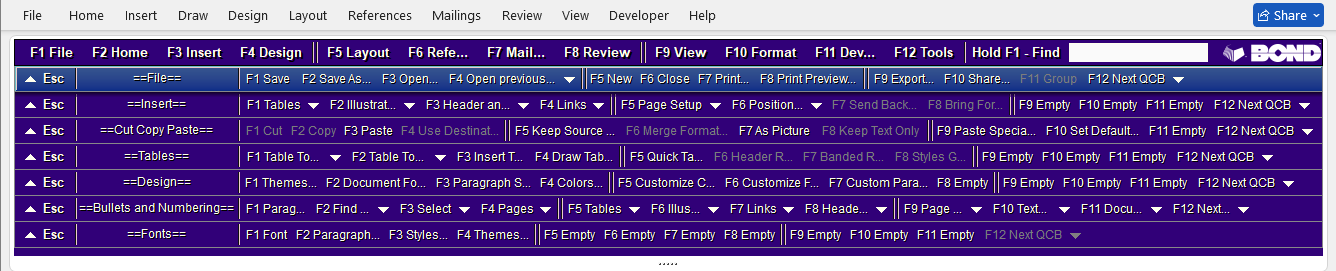 File Home Insert Draw Design Layout References Mailings Review View Developer Help Share
F1 File F2 Home F3 Insert F4 Design F5 Layout F6 Refe... F7 Mail... F8 Review F9 View F10 Format F11 Dev... F12 Tools Hold F1 - Find BOND
Esc ==File== F1 Save F2 Save As... F3 Open... F4 Open previous... F5 New F6 Close F7 Print... F8 Print Preview... F9 Export... F10 Share... F11 Group F12 Next QCB
Esc ==Insert== F1 Tables F2 Illustrat... F3 Header an... F4 Links F5 Page Setup F6 Position... F7 Send Back... F8 Bring For... F9 Empty F10 Empty F11 Empty F12 Next QCB
Esc ==Cut Copy Paste== F1 Cut F2 Copy F3 Paste F4 Use Destinat... F5 Keep Source ... F6 Merge Format... F7 As Picture F8 Keep Text Only F9 Paste Specia... F10 Set Default... F11 Empty F12 Next QCB
Esc ==Tables== F1 Table To... F2 Table To... F3 Insert T... F4 Draw Tab... F5 Quick Ta... F6 Header R... F7 Banded R... F8 Styles G... F9 Empty F10 Empty F11 Empty F12 Next QCB
Esc ==Design== F1 Themes... F2 Document Fo... F3 Paragraph S... F4 Colors... F5 Customize C... F6 Customize F... F7 Custom Para... F8 Empty F9 Empty F10 Empty F11 Empty F12 Next QCB
Esc ==Bullets and Numbering== F1 Parag... F2 Find ... F3 Select F4 Pages F5 Tables F6 Illus... F7 Links F8 Heade... F9 Page ... F10 Text... F11 Docu... F12 Next...
Esc ==Fonts== F1 Font F2 Paragraph... F3 Styles... F4 Themes... F5 Empty F6 Empty F7 Empty F8 Empty F9 Empty F10 Empty F11 Empty F12 Next QCB